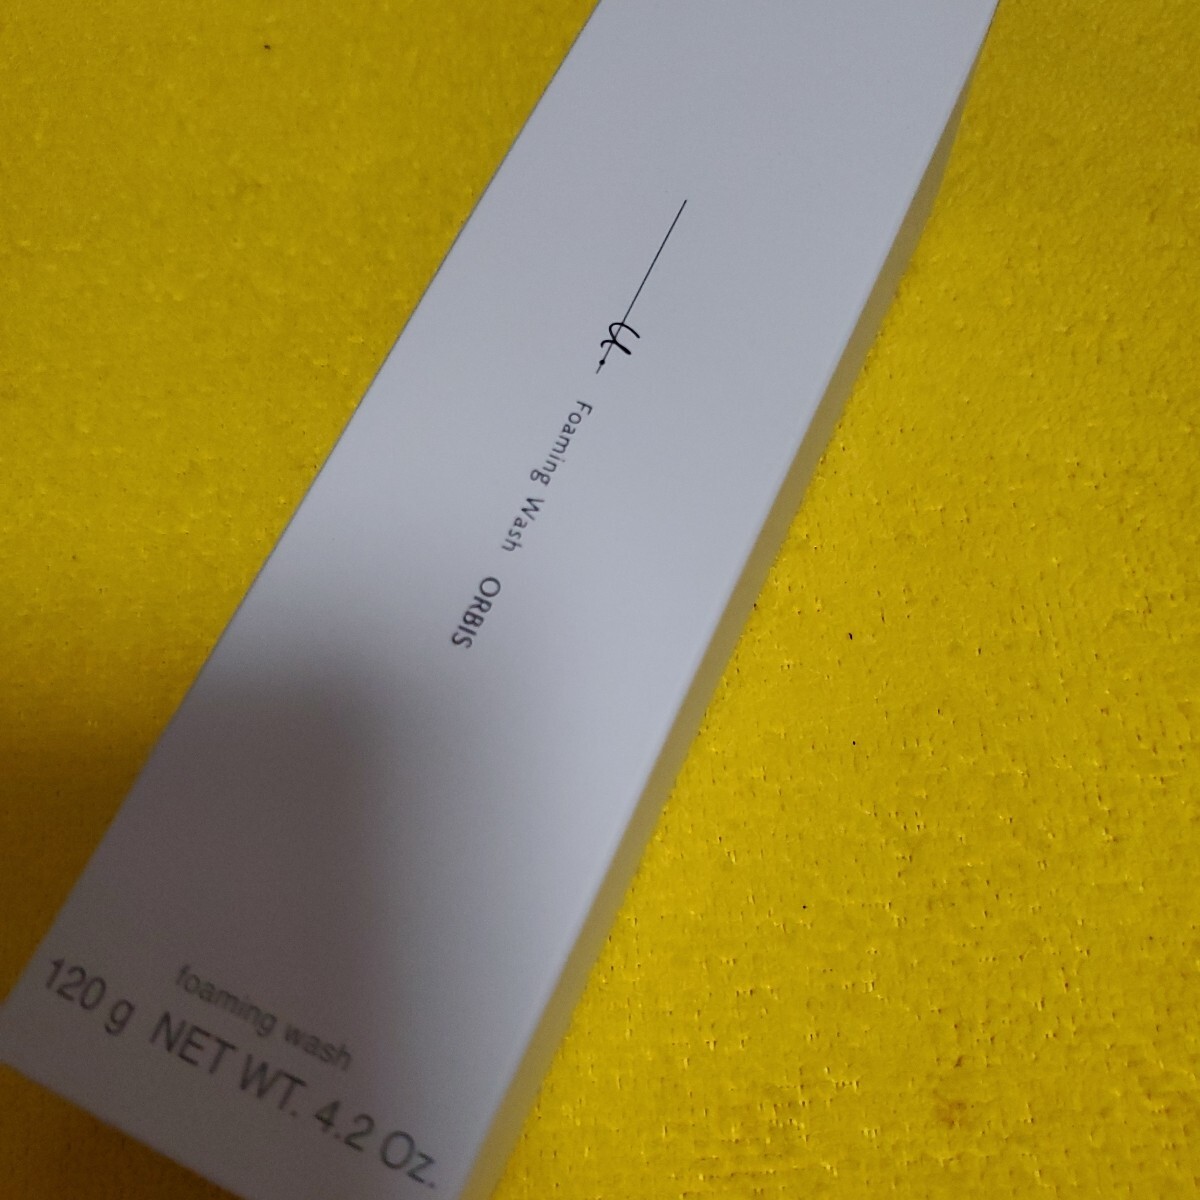 u.
Foaming Wash ORBIS
foaming wash
120 g NET WT. 4.2 Oz.